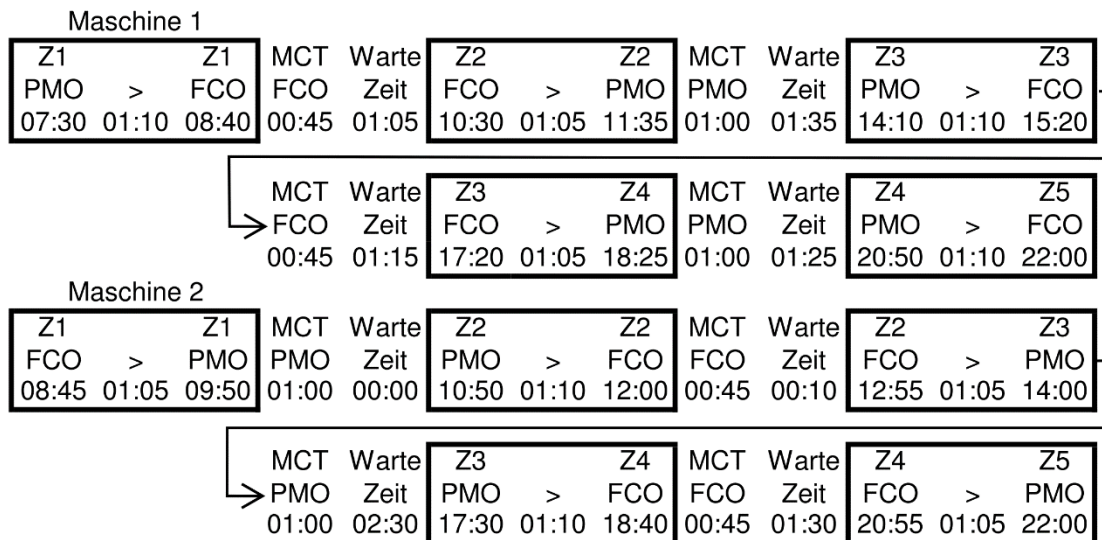 Maschine 1
Z1 Z1 MCT Warte Z2 Z2 MCT Warte Z3 Z3
PMO > FCO FCO Zeit FCO > PMO PMO Zeit PMO > FCO
07:30 01:10 08:40 00:45 01:05 10:30 01:05 11:35 01:00 01:35 14:10 01:10 15:20
MCT Warte Z3 Z4 MCT Warte Z4 Z5
FCO Zeit FCO > PMO PMO Zeit PMO > FCO
00:45 01:15 17:20 01:05 18:25 01:00 01:25 20:50 01:10 22:00
Maschine 2
Z1 Z1 MCT Warte Z2 Z2 MCT Warte Z2 Z3
FCO > PMO PMO Zeit PMO > FCO FCO Zeit FCO > PMO
08:45 01:05 09:50 01:00 00:00 10:50 01:10 12:00 00:45 00:10 12:55 01:05 14:00
MCT Warte Z3 Z4 MCT Warte Z4 Z5
PMO Zeit PMO > FCO FCO Zeit FCO > PMO
01:00 02:30 17:30 01:10 18:40 00:45 01:30 20:55 01:05 22:00